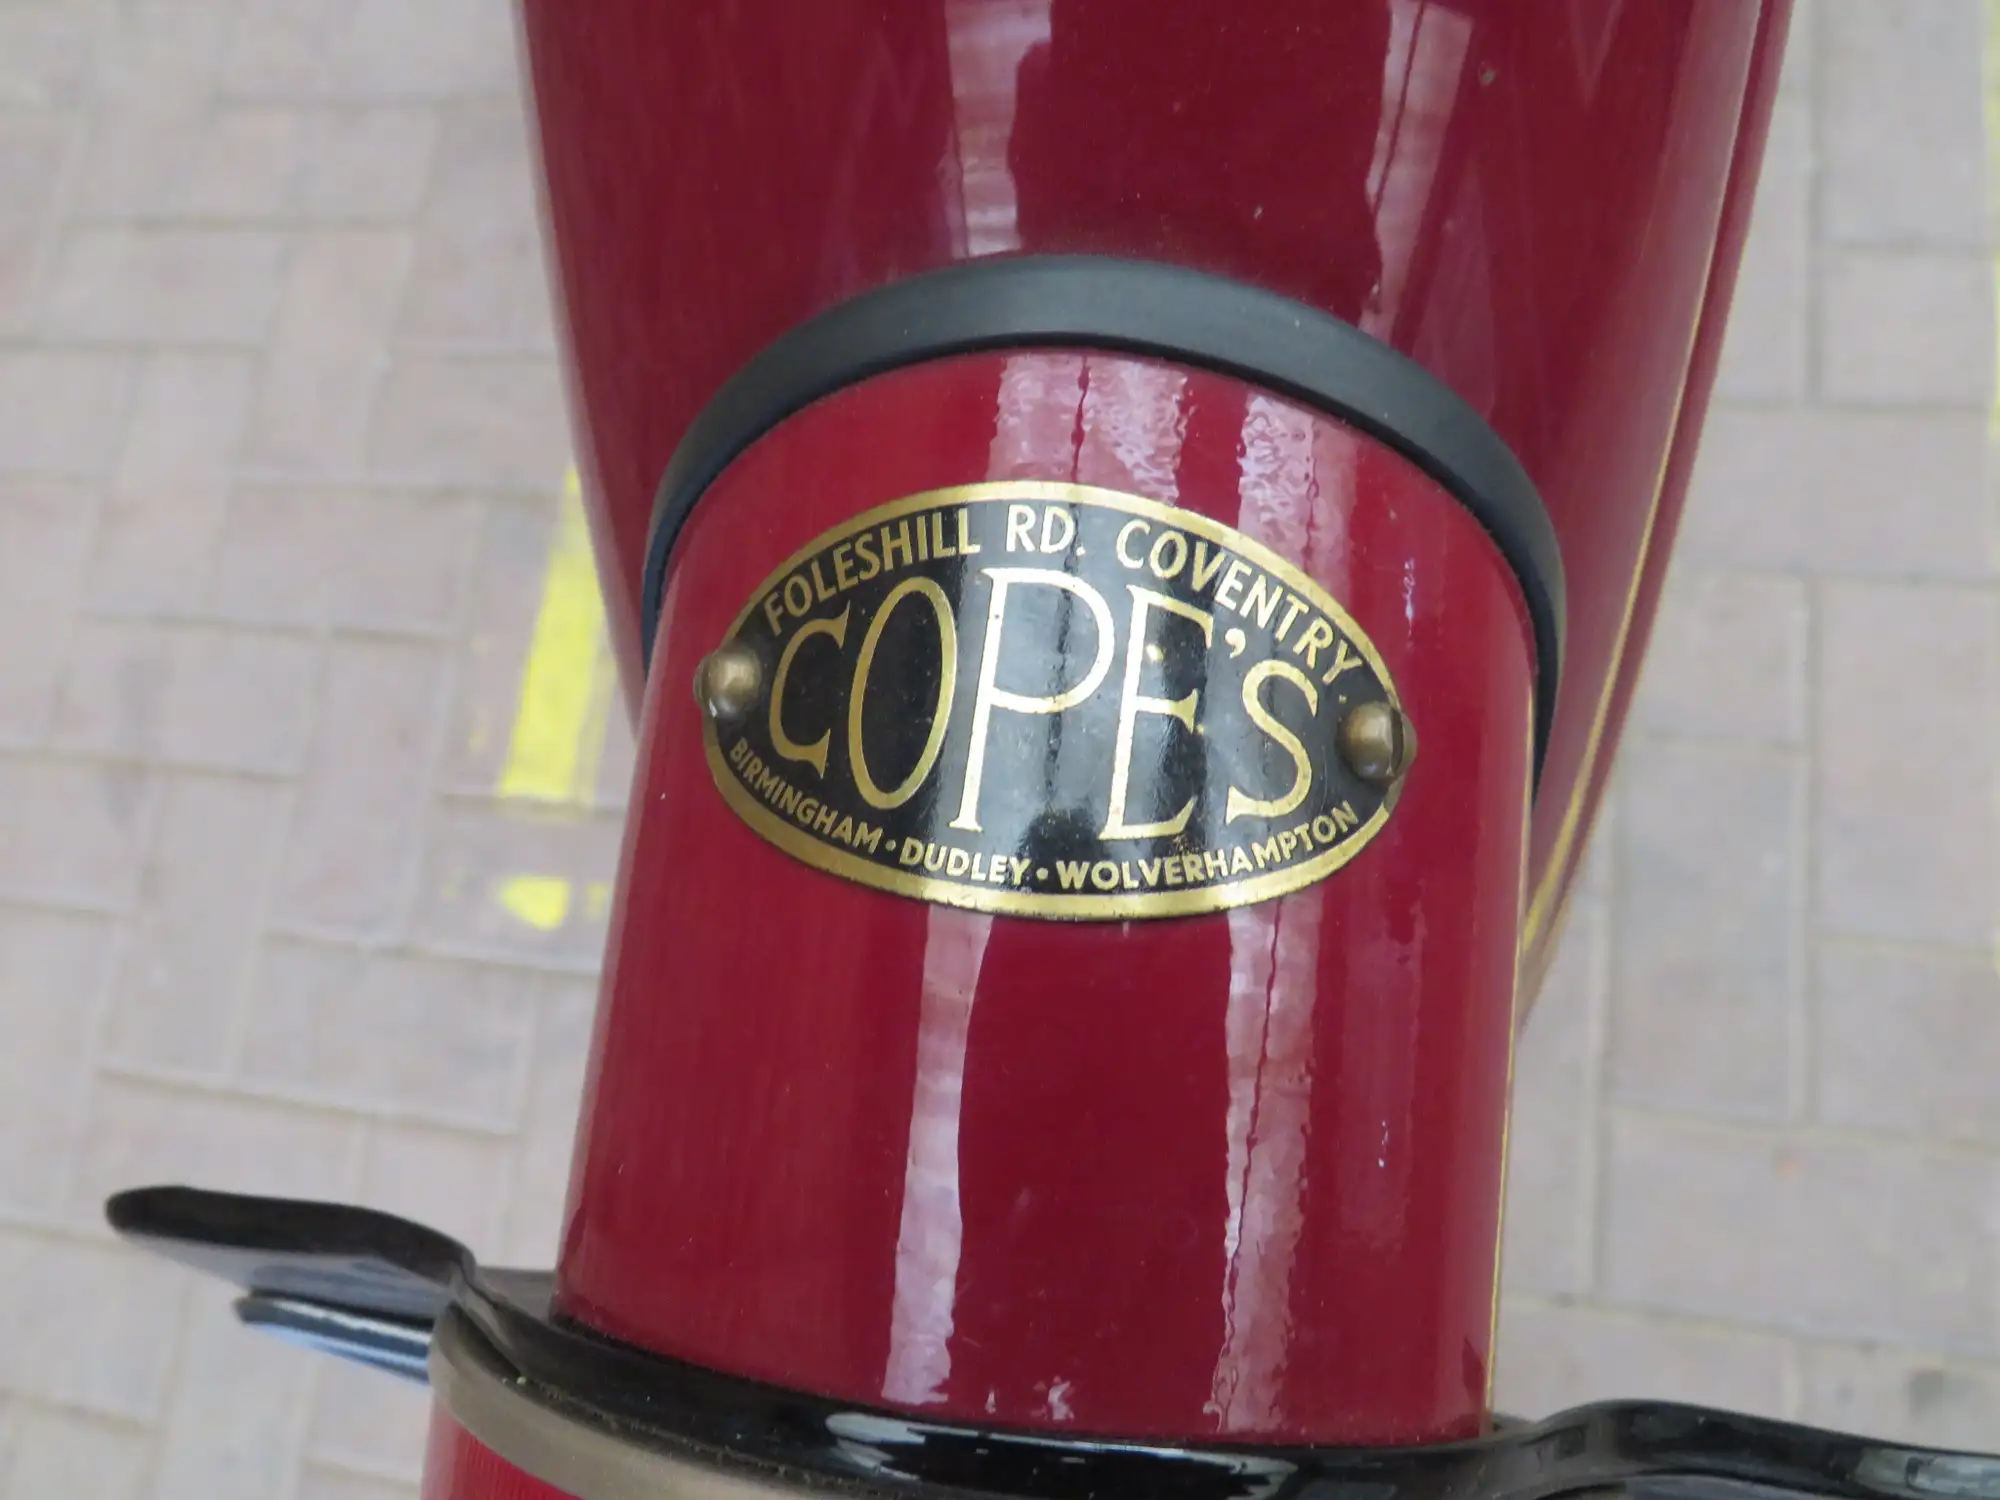 FOLESHILL RD. COVENTRY.
COPE'S
BIRMINGHAM • DUDLEY • WOLVERHAMPTON